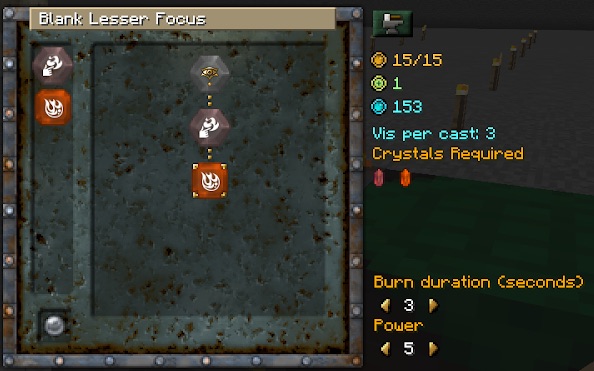 Blank Lesser Focus
15/15
1
153
Vis per cast: 3
Crystals Required
Burn duration (seconds)
3
Power
5